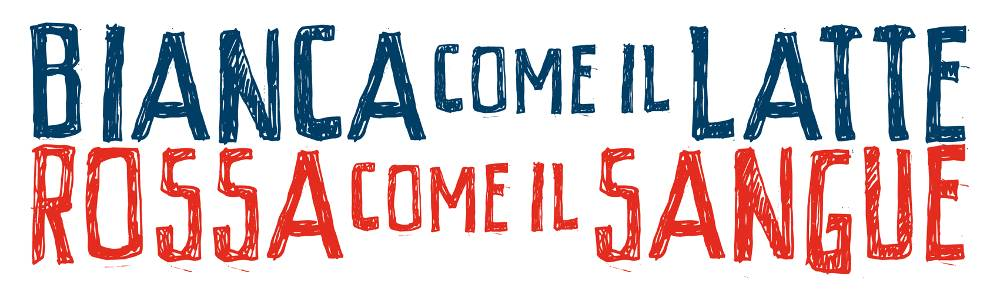 BIANCA COME IL LATTE
ROSSA COME IL SANGUE